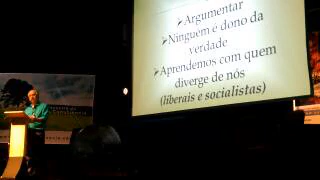 ➢Argumentar
➢Ninguém é dono da
verdade
➢Aprendemos com quem
diverge de nós
(liberais e socialistas)